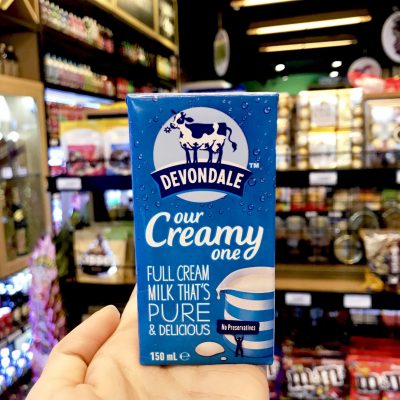 DEVONDALE
TM
our
Creamy
one
FULL CREAM
MILK THAT'S
PURE
& DELICIOUS
No Preservatives
150 mL e
m&m's